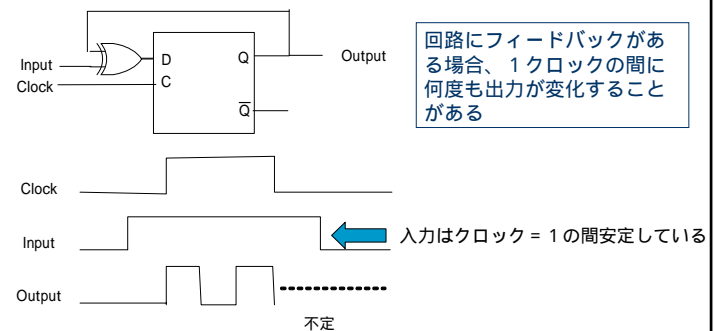 Input
Clock
D
C
Q
Q
Output
回路にフィードバックがあ
る場合、１クロックの間に
何度も出力が変化すること
がある
Clock
Input
入力はクロック＝１の間安定している
Output
不定